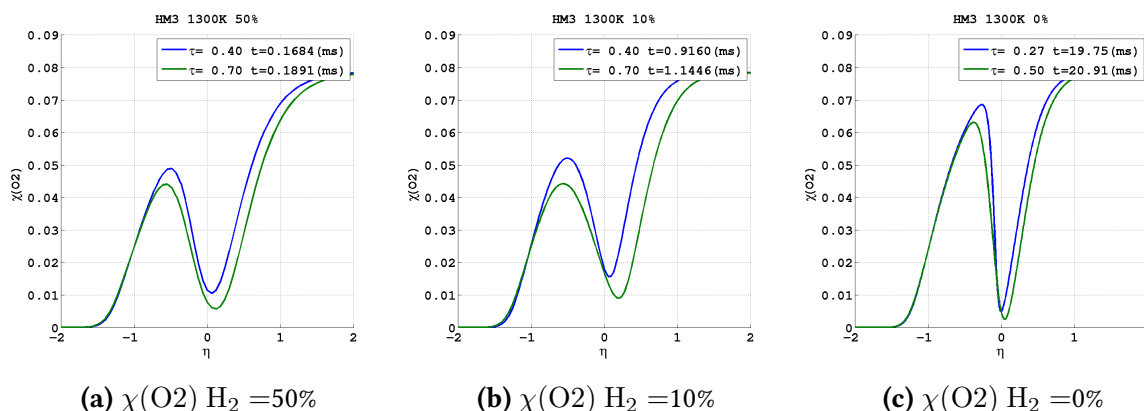 HM3 1300K 50%
τ= 0.40 t=0.1684(ms)
τ= 0.70 t=0.1891(ms)
0.09
0.08
0.07
0.06
0.05
0.04
0.03
0.02
0.01
0
χ(O2)
−2 −1 0 1 2
η
(a) χ(O2) H₂ =50%
HM3 1300K 10%
τ= 0.40 t=0.9160(ms)
τ= 0.70 t=1.1446(ms)
0.09
0.08
0.07
0.06
0.05
0.04
0.03
0.02
0.01
0
χ(O2)
−2 −1 0 1 2
η
(b) χ(O2) H₂ =10%
HM3 1300K 0%
τ= 0.27 t=19.75(ms)
τ= 0.50 t=20.91(ms)
0.09
0.08
0.07
0.06
0.05
0.04
0.03
0.02
0.01
0
χ(O2)
−2 −1 0 1
η
(c) χ(O2) H₂ =0%